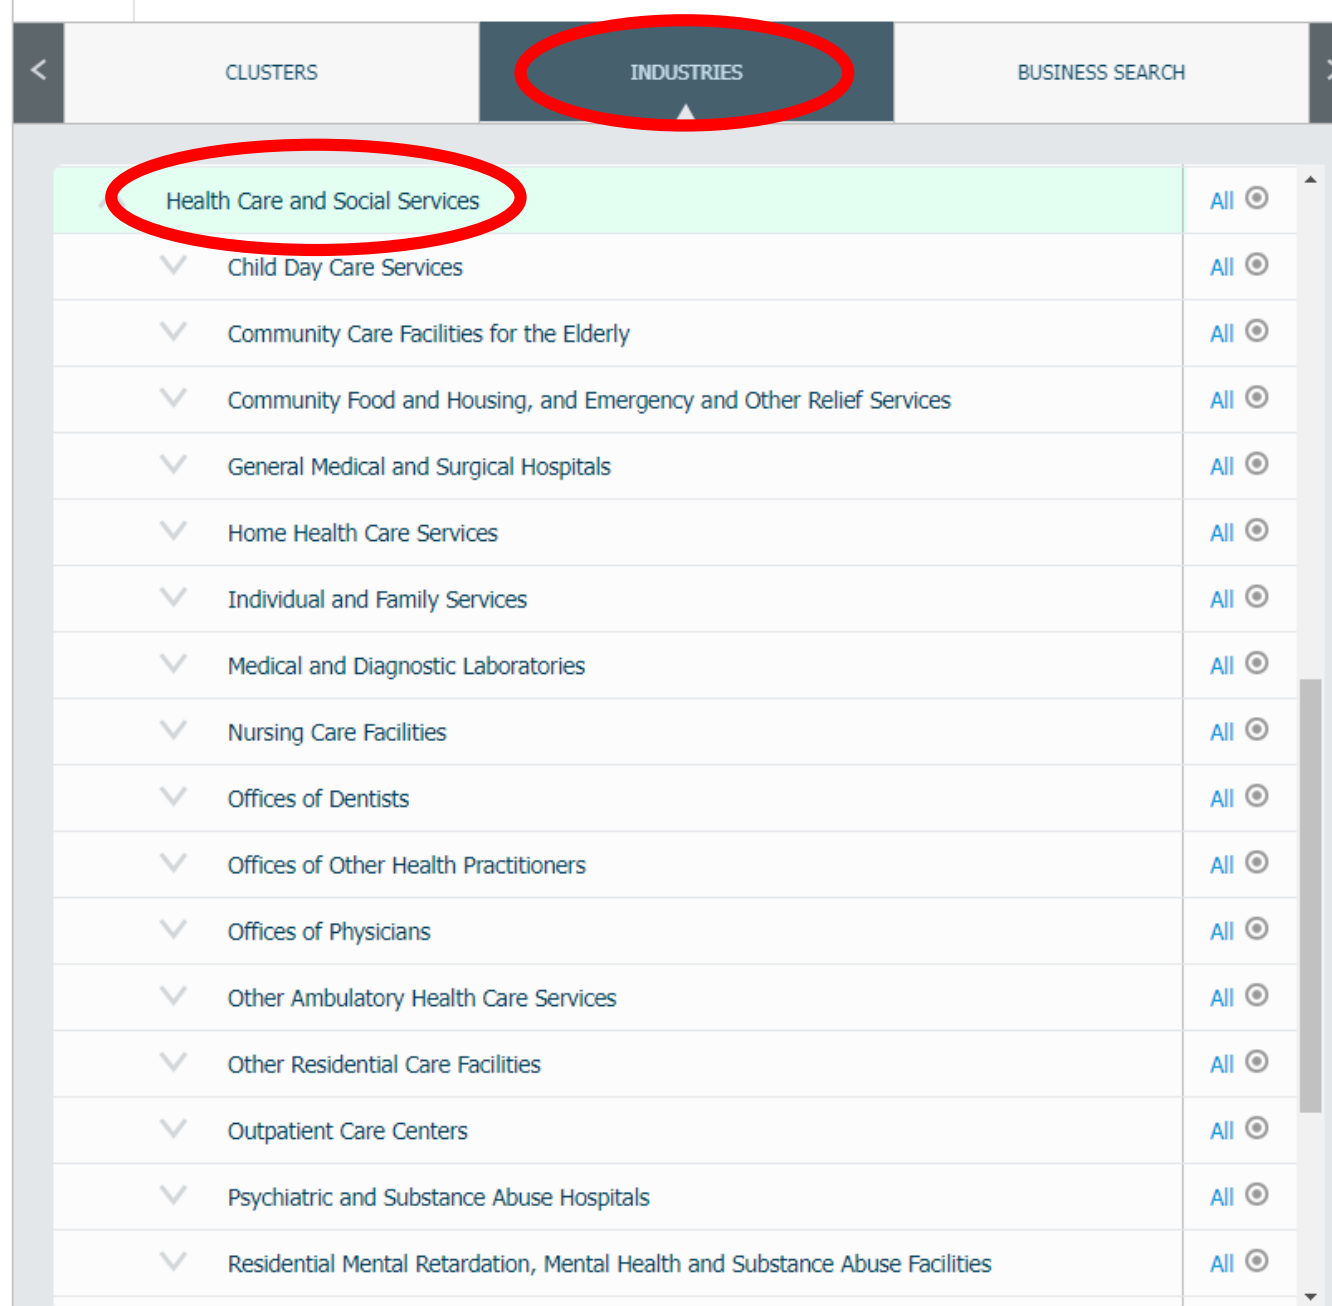 CLUSTERS INDUSTRIES BUSINESS SEARCH
Health Care and Social Services All
Child Day Care Services All
Community Care Facilities for the Elderly All
Community Food and Housing, and Emergency and Other Relief Services All
General Medical and Surgical Hospitals All
Home Health Care Services All
Individual and Family Services All
Medical and Diagnostic Laboratories All
Nursing Care Facilities All
Offices of Dentists All
Offices of Other Health Practitioners All
Offices of Physicians All
Other Ambulatory Health Care Services All
Other Residential Care Facilities All
Outpatient Care Centers All
Psychiatric and Substance Abuse Hospitals All
Residential Mental Retardation, Mental Health and Substance Abuse Facilities All